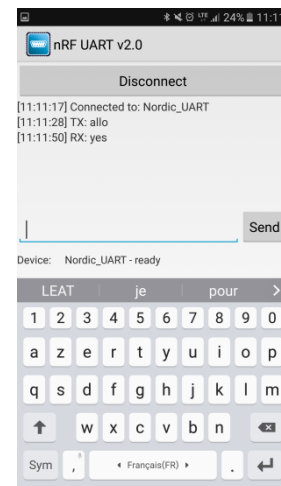 LTE 24% 11:11
nRF UART v2.0
Disconnect
[11:11:17] Connected to: Nordic_UART
[11:11:28] TX: allo
[11:11:50] RX: yes
Send
Device: Nordic_UART - ready
LEAT je pour
1 2 3 4 5 6 7 8 9 0
a z e r t y u i o p
q s d f g h j k l m
w x c v b n
Sym , Français(FR) .